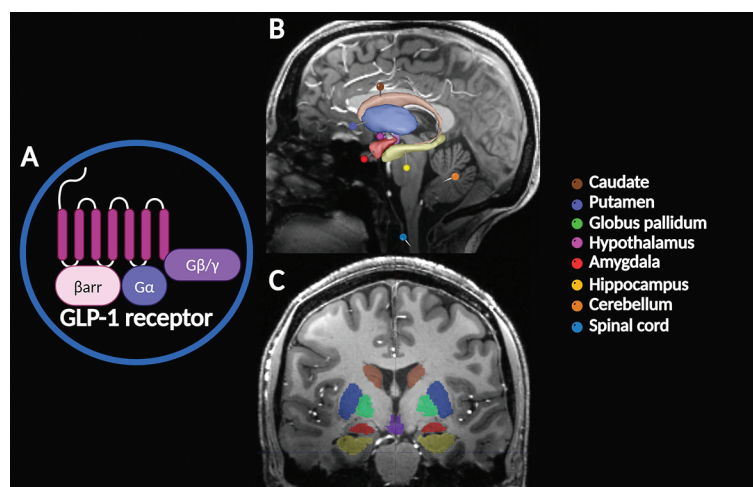 A
βarr
Gα
Gβ/γ
GLP-1 receptor
B
C
Caudate
Putamen
Globus pallidum
Hypothalamus
Amygdala
Hippocampus
Cerebellum
Spinal cord